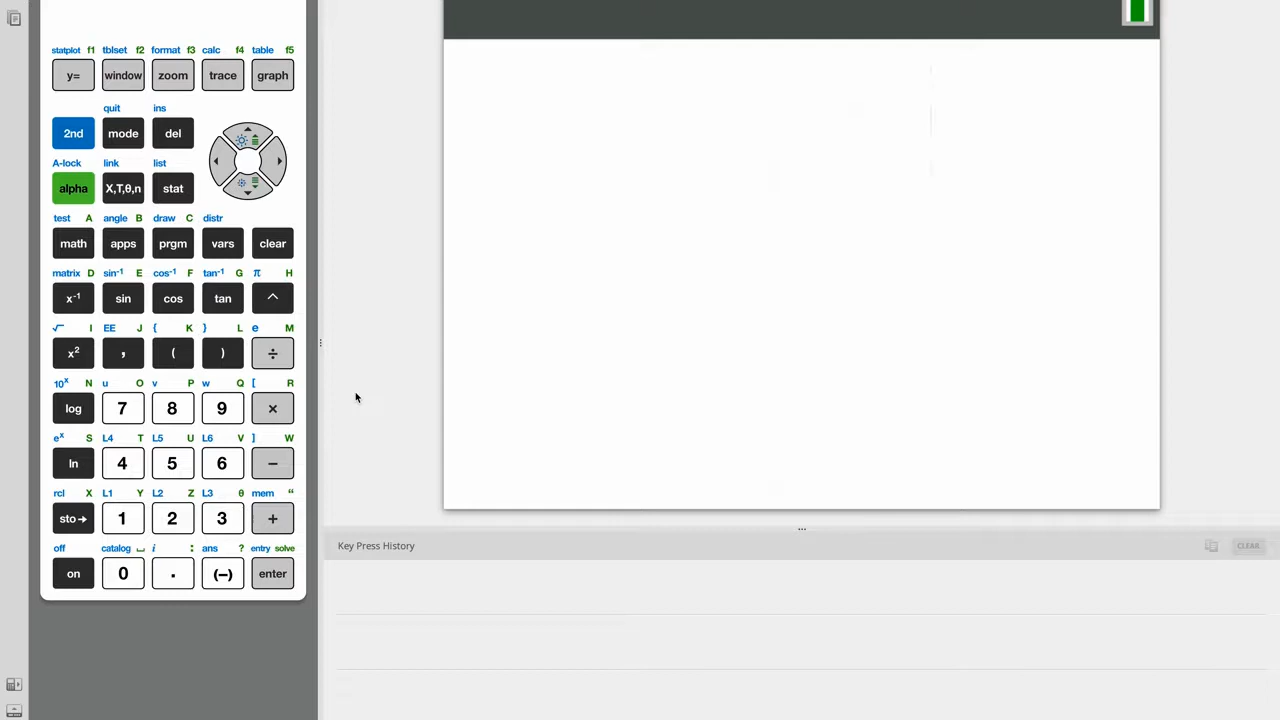 statplot f1 tblset f2 format f3 calc f4 table f5
y= window zoom trace graph
quit ins
2nd mode del
A-lock link list
alpha X,T,θ,n stat
test A angle B draw C distr
math apps prgm vars clear
matrix D sin⁻¹ E cos⁻¹ F tan⁻¹ G π H
x⁻¹ sin cos tan ^
√‾ I EE J { K } L e M
x² , ( ) ÷
10ˣ N u O v P w Q [ R
log 7 8 9 ×
eˣ S L4 T L5 U L6 V ] W
ln 4 5 6 −
rcl X L1 Y L2 Z L3 θ mem “
sto→ 1 2 3 +
off catalog ⎵ i : ans ? entry solve
on 0 . (−) enter
Key Press History CLEAR